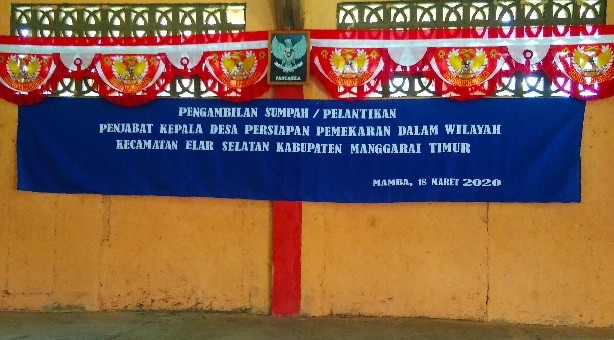 PANCASILA
PENGAMBILAN SUMPAH / PELANTIKAN
PENJABAT KEPALA DESA PERSIAPAN PEMEKARAN DALAM WILAYAH
KECAMATAN ELAR SELATAN KABUPATEN MANGGARAI TIMUR
MAMBA, 18 MARET 2020